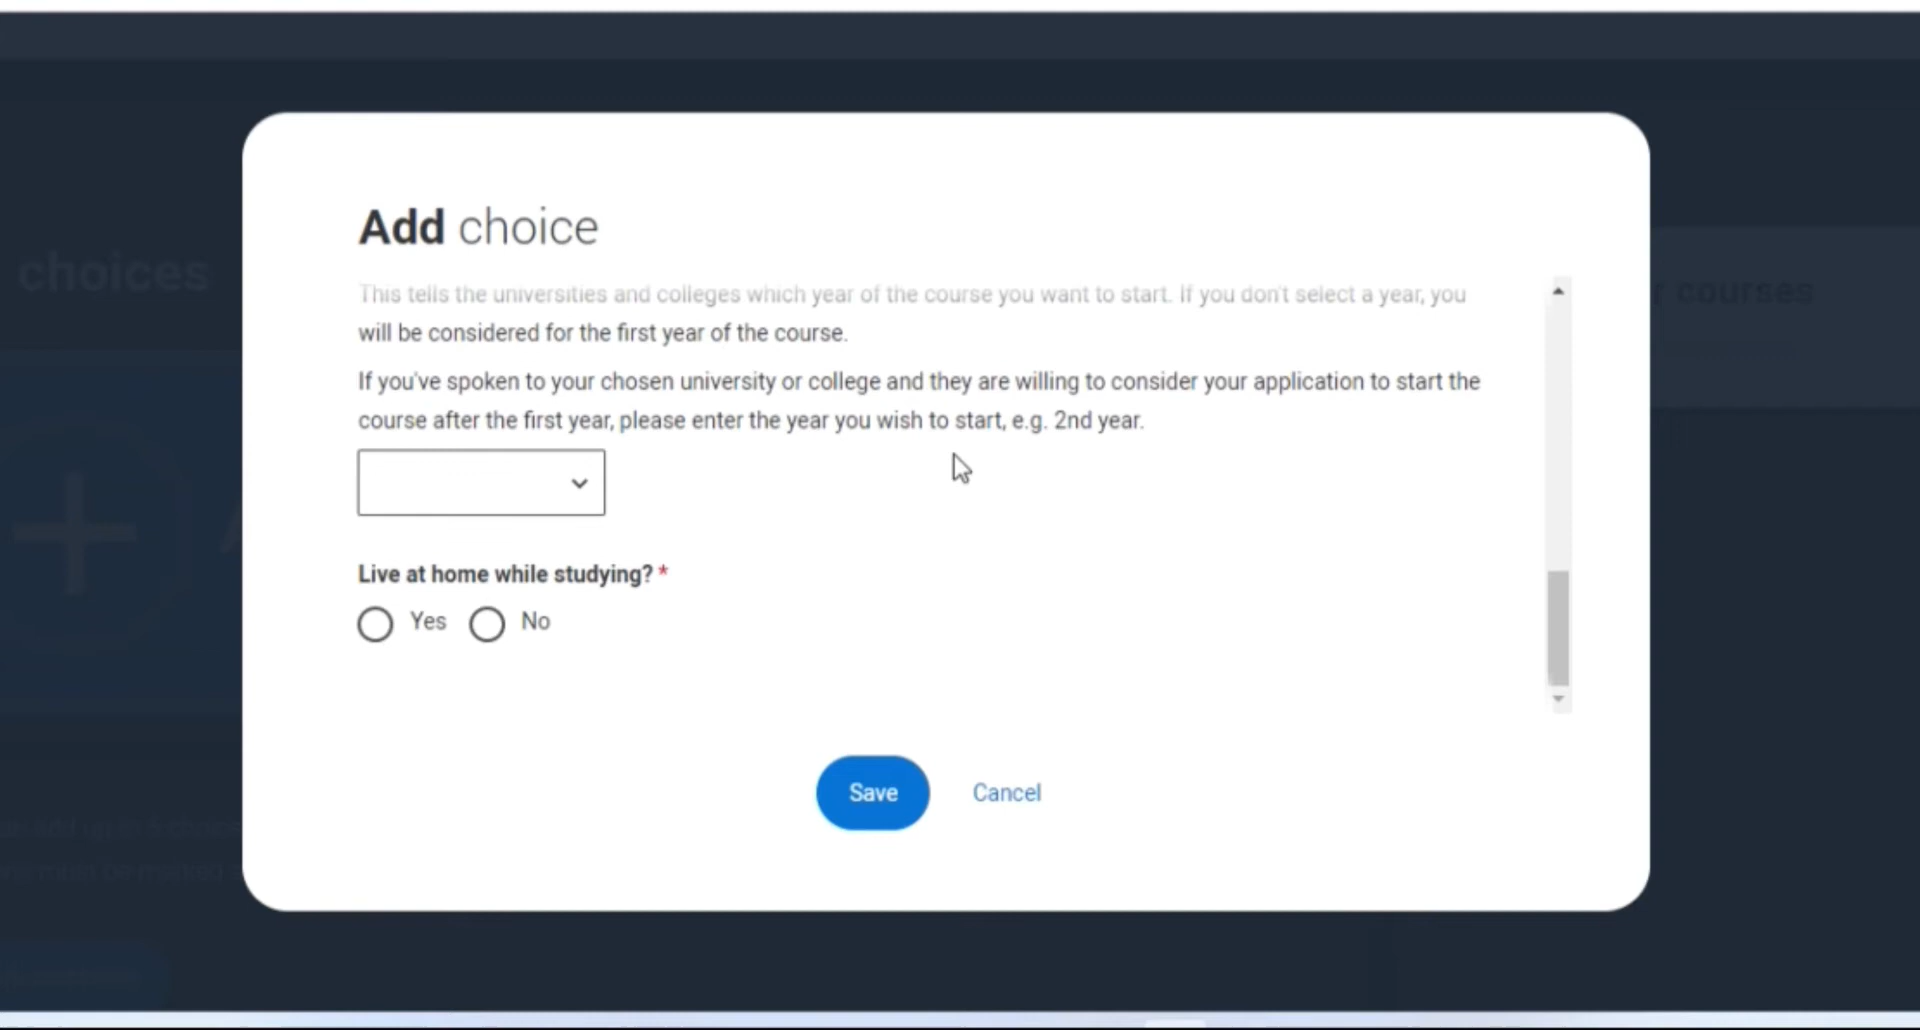 Add choice
This tells the universities and colleges which year of the course you want to start. If you don't select a year, you
will be considered for the first year of the course.
If you've spoken to your chosen university or college and they are willing to consider your application to start the
course after the first year, please enter the year you wish to start, e.g. 2nd year.
Live at home while studying? *
Yes No
Save Cancel
choices
courses